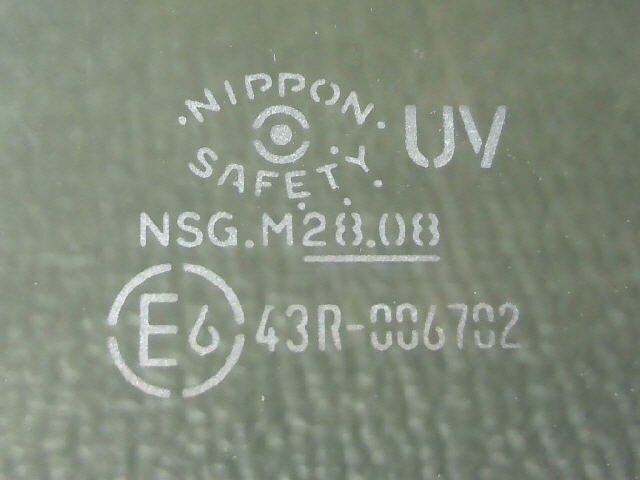 NIPPON
SAFETY
UV
NSG.M28.08
E6 43R-006702